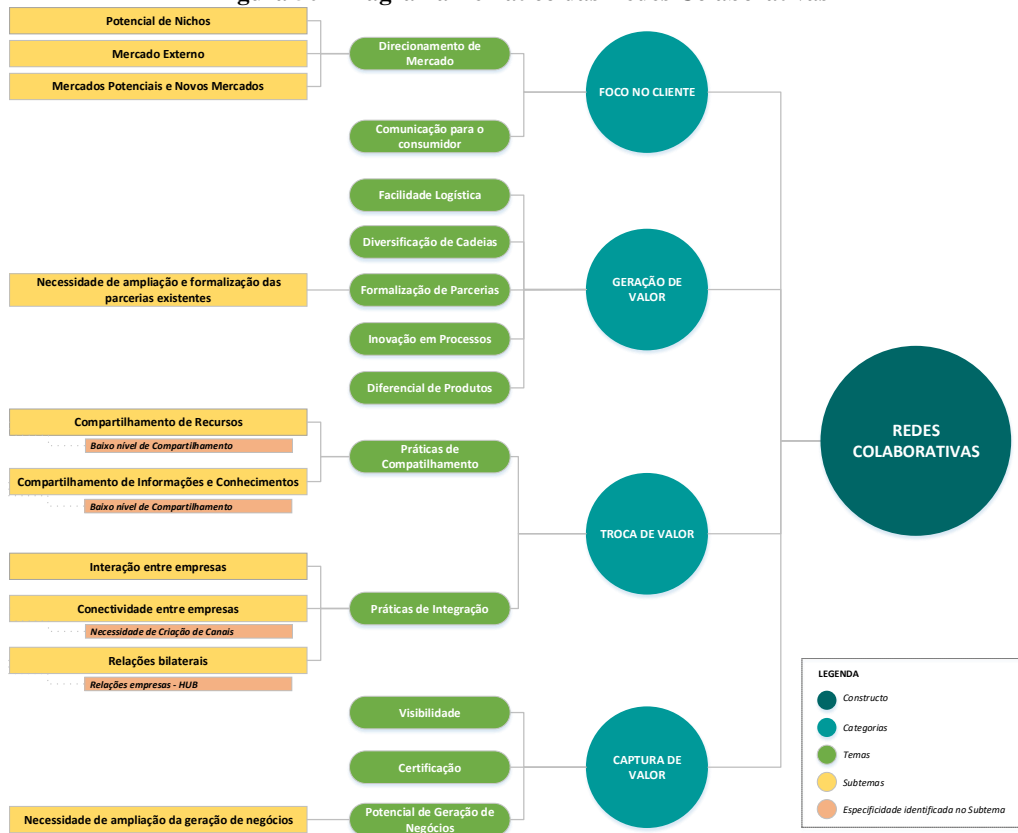 Potencial de Nichos
Mercado Externo
Mercados Potenciais e Novos Mercados
Direcionamento de
Mercado
Comunicação para o
consumidor
FOCO NO CLIENTE
Facilidade Logística
Diversificação de Cadeias
Necessidade de ampliação e formalização das
parcerias existentes
Formalização de Parcerias
Inovação em Processos
Diferencial de Produtos
GERAÇÃO DE
VALOR
Compartilhamento de Recursos
Baixo nível de Compartilhamento
Compartilhamento de Informações e Conhecimentos
Baixo nível de Compartilhamento
Práticas de
Compatilhamento
Interação entre empresas
Conectividade entre empresas
Necessidade de Criação de Canais
Relações bilaterais
Relações empresas - HUB
Práticas de Integração
TROCA DE VALOR
Visibilidade
Certificação
Necessidade de ampliação da geração de negócios
Potencial de Geração de
Negócios
CAPTURA DE
VALOR
REDES
COLABORATIVAS
LEGENDA
Constructo
Categorias
Temas
Subtemas
Especificidade identificada no Subtema